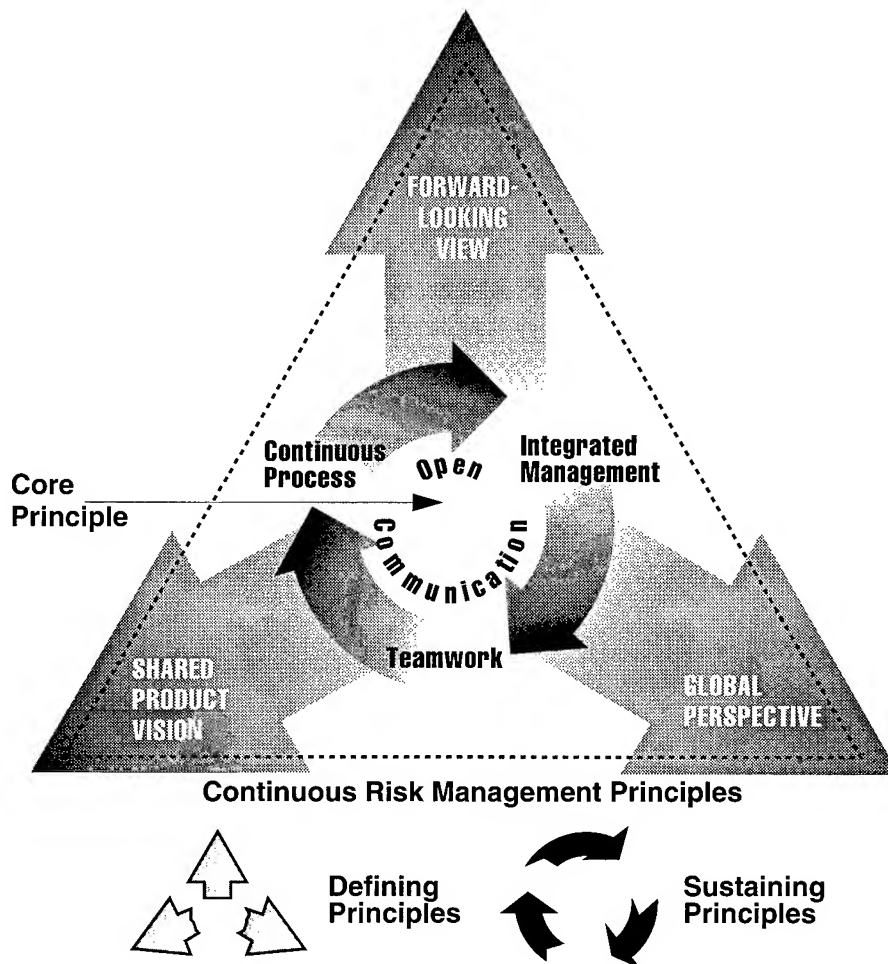 FORWARD-
LOOKING
VIEW
Continuous
Process
Open
Communication
Integrated
Management
Core
Principle
Teamwork
SHARED
PRODUCT
VISION
GLOBAL
PERSPECTIVE
Continuous Risk Management Principles
Defining
Principles
Sustaining
Principles